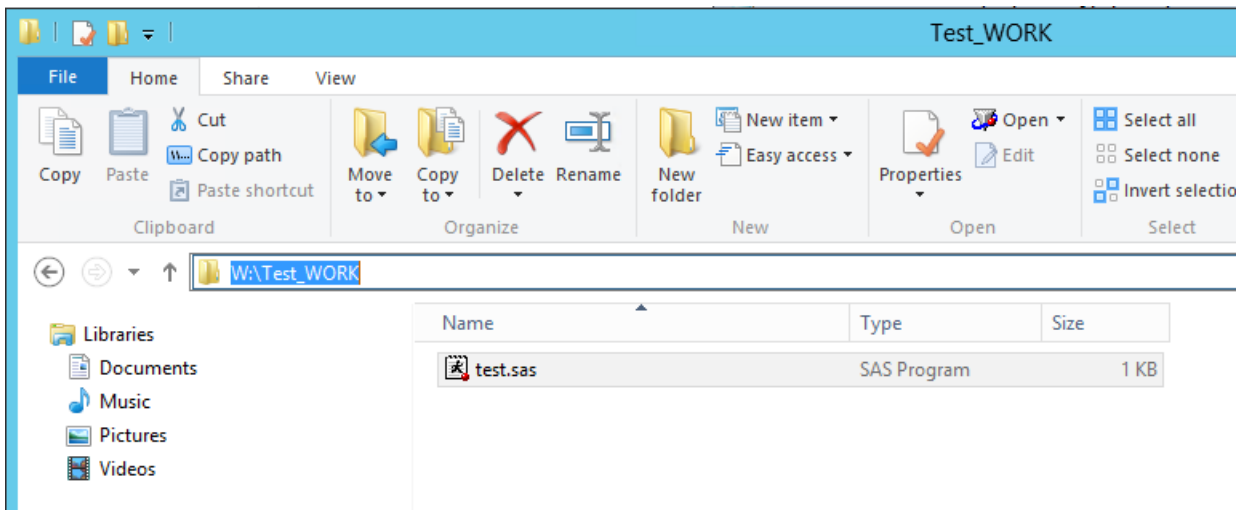 Test_WORK
File Home Share View
Copy
Paste
Cut
Copy path
Paste shortcut
Clipboard
Move to
Copy to
Delete
Rename
Organize
New folder
New item
Easy access
New
Properties
Open
Edit
Open
Select all
Select none
Invert selectio
Select
W:\Test_WORK
Libraries
Documents
Music
Pictures
Videos
Name Type Size
test.sas SAS Program 1 KB